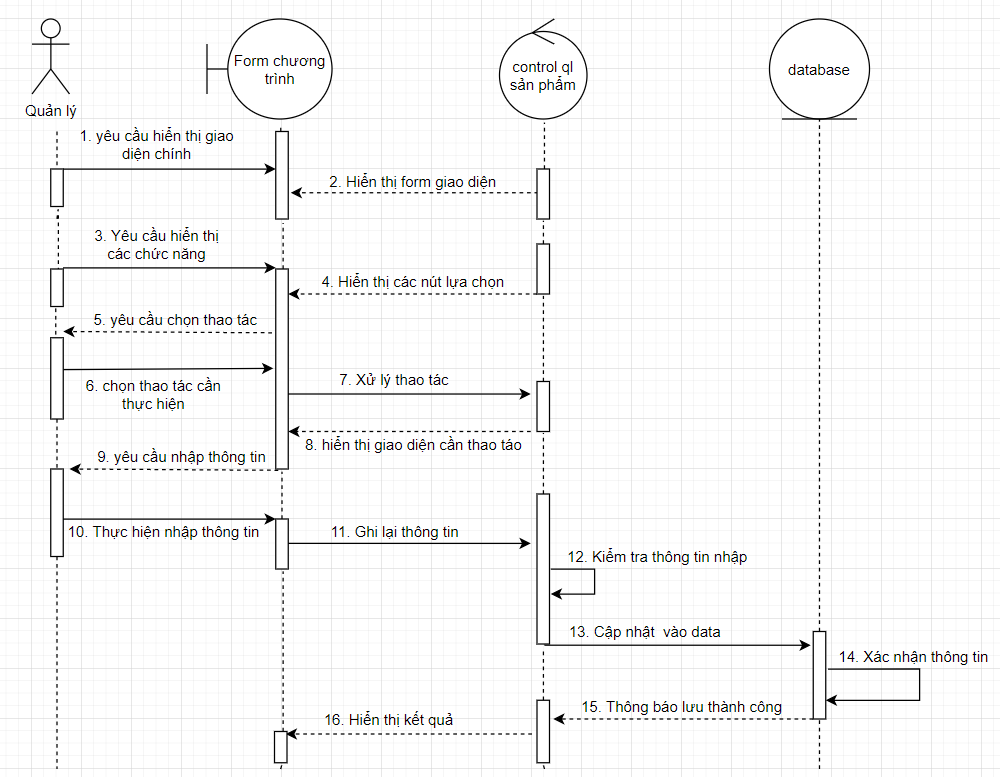 Form chương
trình
control ql
sản phẩm
database
Quản lý
1. yêu cầu hiển thị giao
diện chính
2. Hiển thị form giao diện
3. Yêu cầu hiển thị
các chức năng
4. Hiển thị các nút lựa chọn
5. yêu cầu chọn thao tác
6. chọn thao tác cần
thực hiện
7. Xử lý thao tác
8. hiển thị giao diện cần thao táo
9. yêu cầu nhập thông tin
10. Thực hiện nhập thông tin
11. Ghi lại thông tin
12. Kiểm tra thông tin nhập
13. Cập nhật vào data
14. Xác nhận thông tin
15. Thông báo lưu thành công
16. Hiển thị kết quả